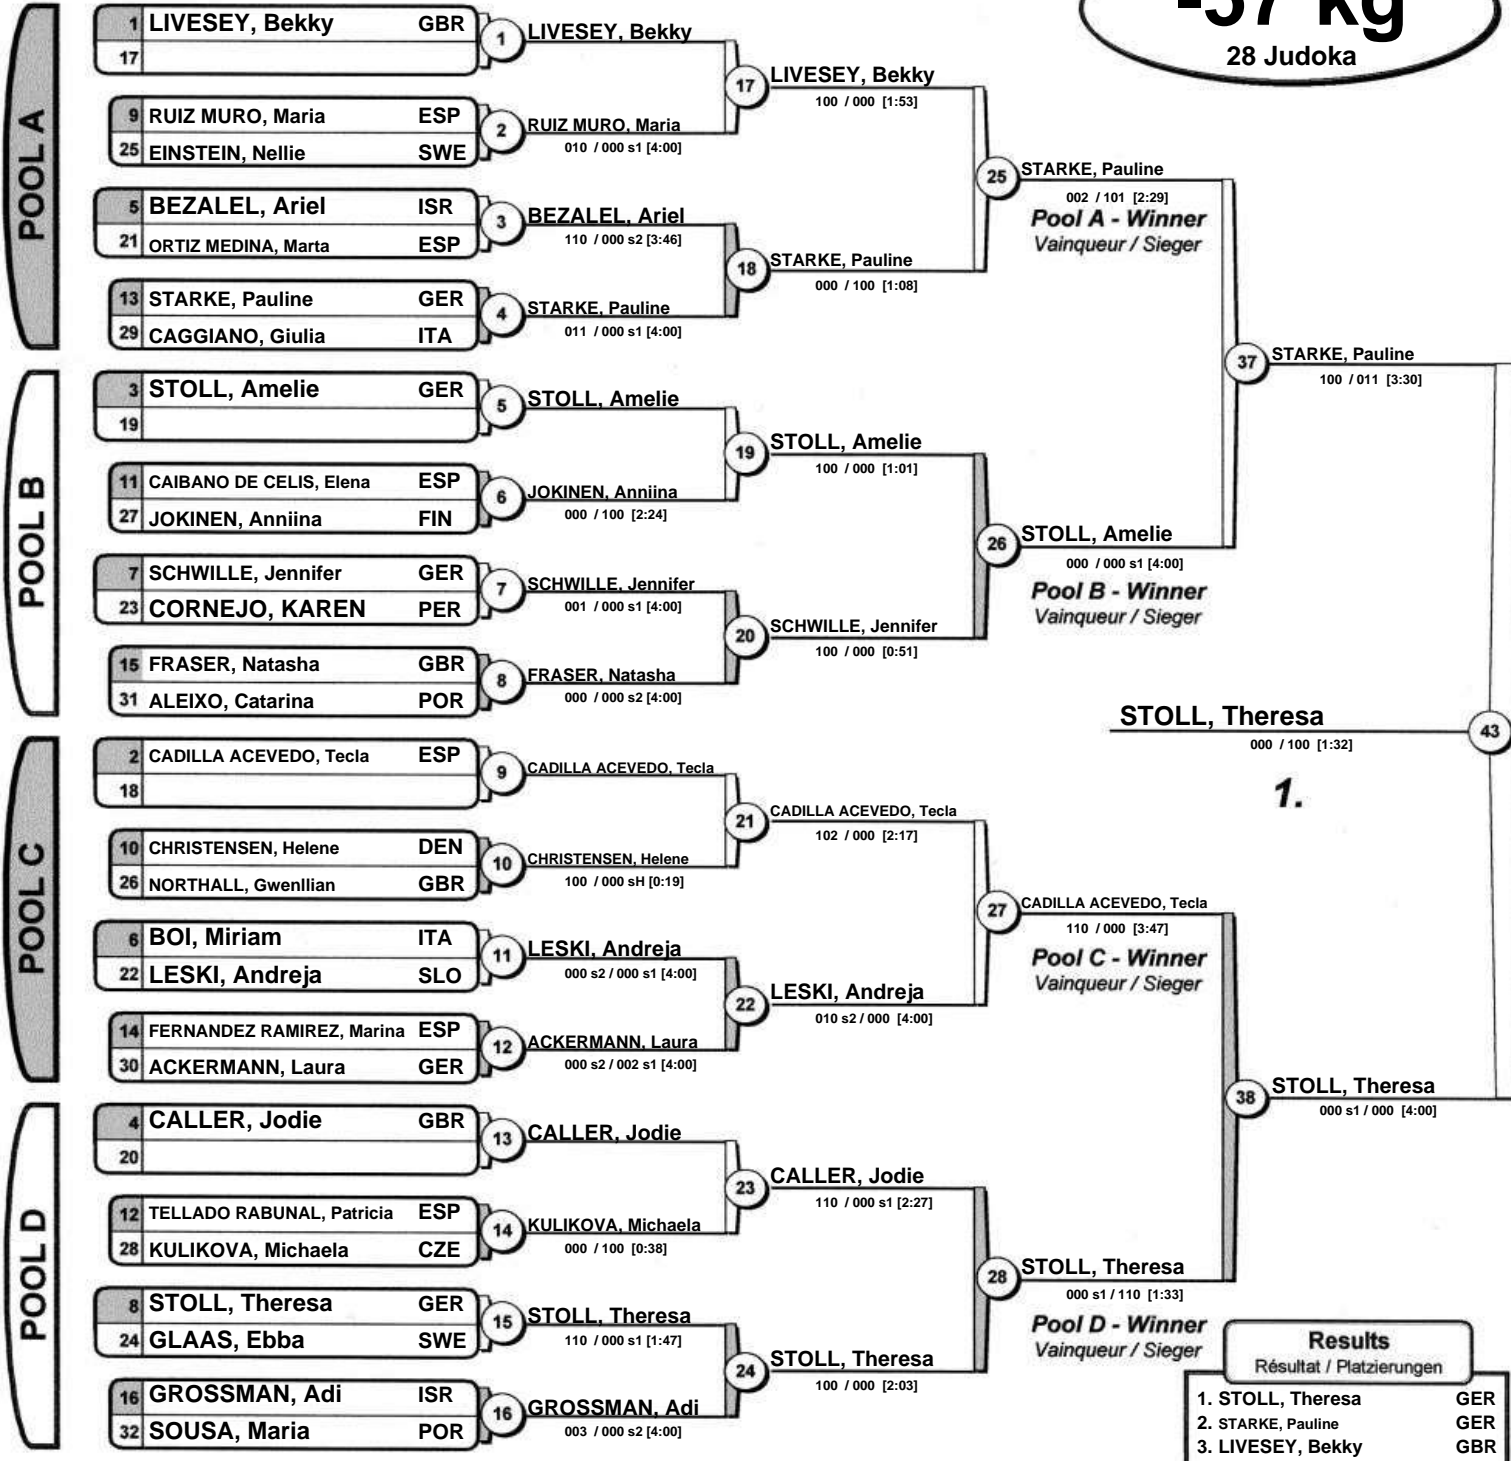 -57 kg
28 Judoka
POOL A
1 LIVESEY, Bekky GBR
17
9 RUIZ MURO, Maria ESP
25 EINSTEIN, Nellie SWE
5 BEZALEL, Ariel ISR
21 ORTIZ MEDINA, Marta ESP
13 STARKE, Pauline GER
29 CAGGIANO, Giulia ITA
POOL B
3 STOLL, Amelie GER
19
11 CAIBANO DE CELIS, Elena ESP
27 JOKINEN, Anniina FIN
7 SCHWILLE, Jennifer GER
23 CORNEJO, KAREN PER
15 FRASER, Natasha GBR
31 ALEIXO, Catarina POR
POOL C
2 CADILLA ACEVEDO, Tecla ESP
18
10 CHRISTENSEN, Helene DEN
26 NORTHALL, Gwenllian GBR
6 BOI, Miriam ITA
22 LESKI, Andreja SLO
14 FERNANDEZ RAMIREZ, Marina ESP
30 ACKERMANN, Laura GER
POOL D
4 CALLER, Jodie GBR
20
12 TELLADO RABUNAL, Patricia ESP
28 KULIKOVA, Michaela CZE
8 STOLL, Theresa GER
24 GLAAS, Ebba SWE
16 GROSSMAN, Adi ISR
32 SOUSA, Maria POR
1 LIVESEY, Bekky
2 RUIZ MURO, Maria
010 / 000 s1 [4:00]
3 BEZALEL, Ariel
110 / 000 s2 [3:46]
4 STARKE, Pauline
011 / 000 s1 [4:00]
5 STOLL, Amelie
6 JOKINEN, Anniina
000 / 100 [2:24]
7 SCHWILLE, Jennifer
001 / 000 s1 [4:00]
8 FRASER, Natasha
000 / 000 s2 [4:00]
9 CADILLA ACEVEDO, Tecla
10 CHRISTENSEN, Helene
100 / 000 sH [0:19]
11 LESKI, Andreja
000 s2 / 000 s1 [4:00]
12 ACKERMANN, Laura
000 s2 / 002 s1 [4:00]
13 CALLER, Jodie
14 KULIKOVA, Michaela
000 / 100 [0:38]
15 STOLL, Theresa
110 / 000 s1 [1:47]
16 GROSSMAN, Adi
003 / 000 s2 [4:00]
17 LIVESEY, Bekky
100 / 000 [1:53]
18 STARKE, Pauline
000 / 100 [1:08]
19 STOLL, Amelie
100 / 000 [1:01]
20 SCHWILLE, Jennifer
100 / 000 [0:51]
21 CADILLA ACEVEDO, Tecla
102 / 000 [2:17]
22 LESKI, Andreja
010 s2 / 000 [4:00]
23 CALLER, Jodie
110 / 000 s1 [2:27]
24 STOLL, Theresa
100 / 000 [2:03]
25 STARKE, Pauline
002 / 101 [2:29]
Pool A - Winner
Vainqueur / Sieger
26 STOLL, Amelie
000 / 000 s1 [4:00]
Pool B - Winner
Vainqueur / Sieger
27 CADILLA ACEVEDO, Tecla
110 / 000 [3:47]
Pool C - Winner
Vainqueur / Sieger
28 STOLL, Theresa
000 s1 / 110 [1:33]
Pool D - Winner
Vainqueur / Sieger
37 STARKE, Pauline
100 / 011 [3:30]
38 STOLL, Theresa
000 s1 / 000 [4:00]
STOLL, Theresa 43
000 / 100 [1:32]
1.
Results
Résultat / Platzierungen
1. STOLL, Theresa GER
2. STARKE, Pauline GER
3. LIVESEY, Bekky GBR